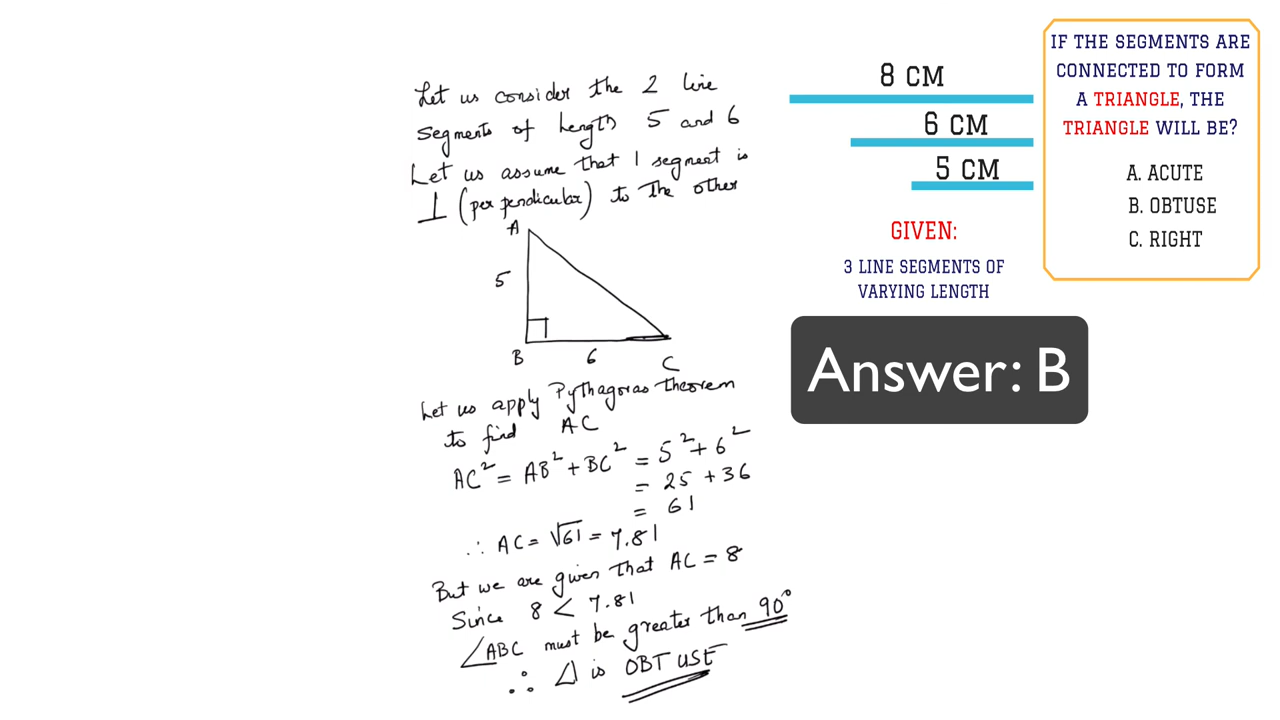 Let us consider the 2 line
segments of length 5 and 6
Let us assume that 1 segment is
⊥ (perpendicular) to the other
A
5
B
6
C
Let us apply Pythagoras theorem
to find AC
AC² = AB² + BC² = 5² + 6²
= 25 + 36
= 61
∴ AC = √61 = 7.81
But we are given that AC = 8
Since 8 < 7.81
∠ABC must be greater than 90°
∴ △ is OBTUSE
8 CM
6 CM
5 CM
GIVEN:
3 LINE SEGMENTS OF
VARYING LENGTH
IF THE SEGMENTS ARE
CONNECTED TO FORM
A TRIANGLE, THE
TRIANGLE WILL BE?
A. ACUTE
B. OBTUSE
C. RIGHT
Answer: B